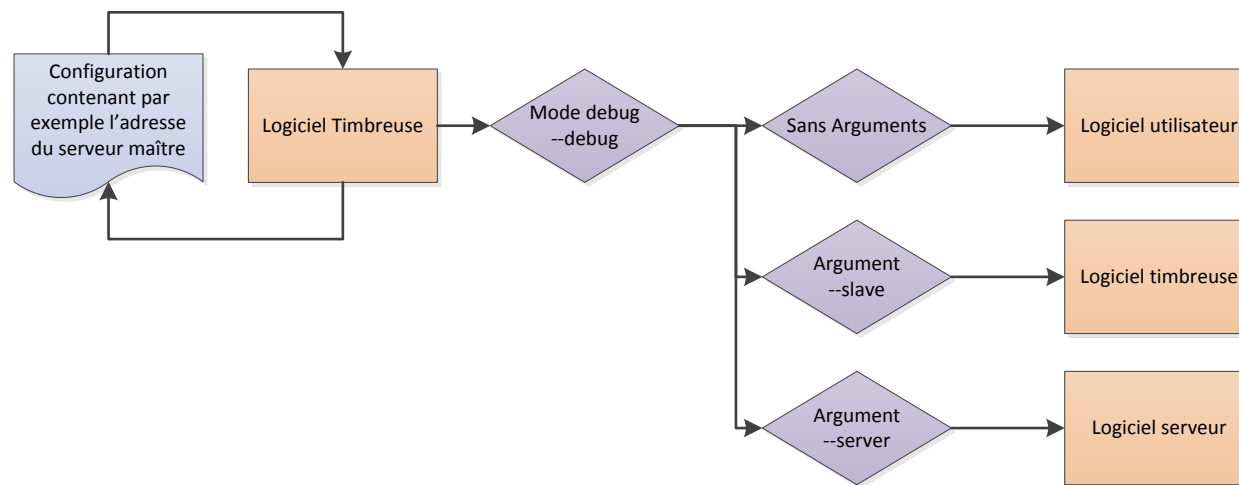 Configuration
contenant par
exemple l’adresse
du serveur maître
Logiciel Timbreuse
Mode debug
--debug
Sans Arguments
Logiciel utilisateur
Argument
--slave
Logiciel timbreuse
Argument
--server
Logiciel serveur